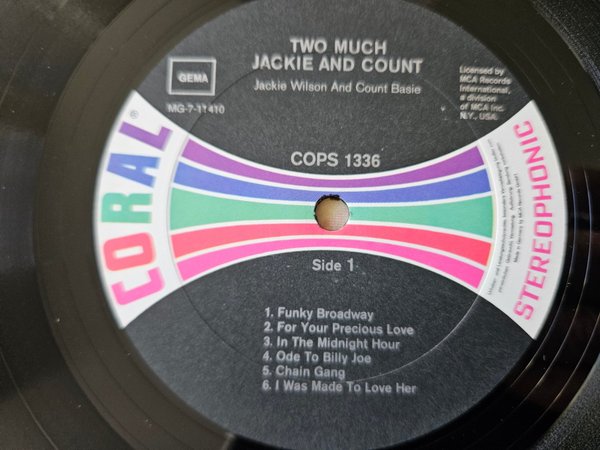 TWO MUCH
JACKIE AND COUNT
Jackie Wilson And Count Basie
GEMA
MG-7-11410
Licensed by
MCA Records
International,
a division
of MCA Inc.
N.Y., USA
CORAL®
COPS 1336
STEREOPHONIC
Side 1
1. Funky Broadway
2. For Your Precious Love
3. In The Midnight Hour
4. Ode To Billy Joe
5. Chain Gang
6. I Was Made To Love Her